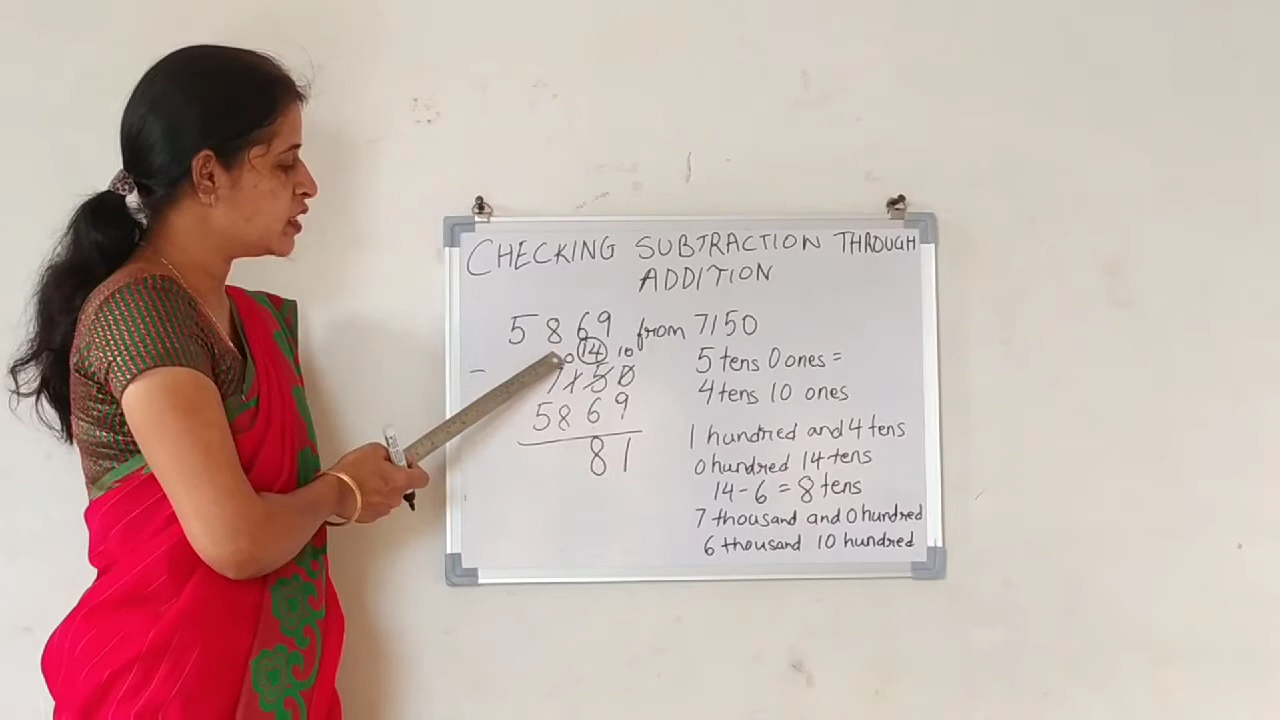 CHECKING SUBTRACTION THROUGH
ADDITION
5869 from 7150
0 14 10
- 7150
5869
81
5 tens 0 ones =
4 tens 10 ones
1 hundred and 4 tens
0 hundred 14 tens
14 - 6 = 8 tens
7 thousand and 0 hundred
6 thousand 10 hundred